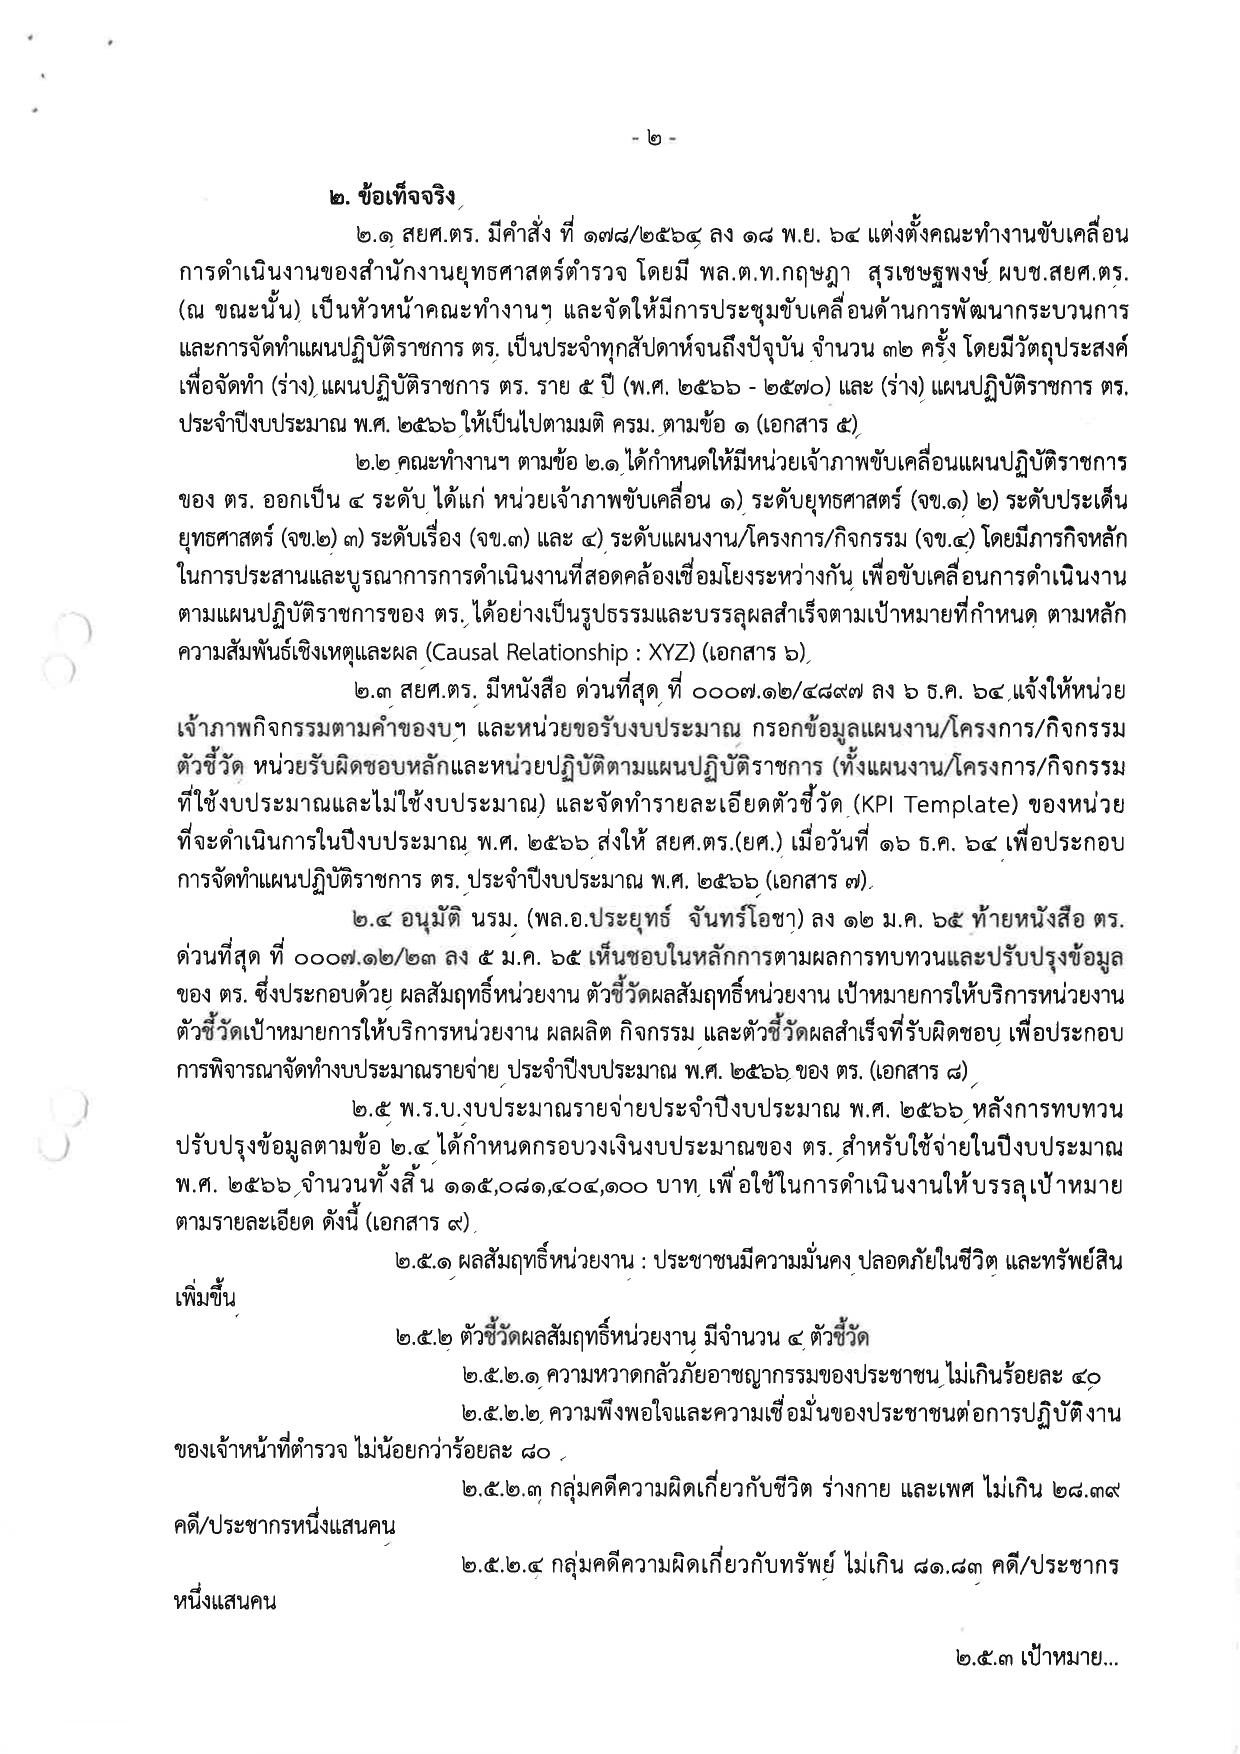 - ๒ -
๒. ข้อเท็จจริง
๒.๑ สยศ.ตร. มีคำสั่ง ที่ ๑๗๘/๒๕๖๔ ลง ๑๘ พ.ย. ๖๔ แต่งตั้งคณะทำงานขับเคลื่อน
การดำเนินงานของสำนักงานยุทธศาสตร์ตำรวจ โดยมี พล.ต.ท.กฤษฎา สุรเชษฐพงษ์ ผบช.สยศ.ตร.
(ณ ขณะนั้น) เป็นหัวหน้าคณะทำงานฯ และจัดให้มีการประชุมขับเคลื่อนด้านการพัฒนากระบวนการ
และการจัดทำแผนปฏิบัติราชการ ตร. เป็นประจำทุกสัปดาห์จนถึงปัจจุบัน จำนวน ๓๒ ครั้ง โดยมีวัตถุประสงค์
เพื่อจัดทำ (ร่าง) แผนปฏิบัติราชการ ตร. ราย ๕ ปี (พ.ศ. ๒๕๖๖ - ๒๕๗๐) และ (ร่าง) แผนปฏิบัติราชการ ตร.
ประจำปีงบประมาณ พ.ศ. ๒๕๖๖ ให้เป็นไปตามมติ ครม. ตามข้อ ๑ (เอกสาร ๕)
๒.๒ คณะทำงานฯ ตามข้อ ๒.๑ ได้กำหนดให้มีหน่วยเจ้าภาพขับเคลื่อนแผนปฏิบัติราชการ
ของ ตร. ออกเป็น ๔ ระดับ ได้แก่ หน่วยเจ้าภาพขับเคลื่อน ๑) ระดับยุทธศาสตร์ (จข.๑) ๒) ระดับประเด็น
ยุทธศาสตร์ (จข.๒) ๓) ระดับเรื่อง (จข.๓) และ ๔) ระดับแผนงาน/โครงการ/กิจกรรม (จข.๔) โดยมีภารกิจหลัก
ในการประสานและบูรณาการการดำเนินงานที่สอดคล้องเชื่อมโยงระหว่างกัน เพื่อขับเคลื่อนการดำเนินงาน
ตามแผนปฏิบัติราชการของ ตร. ได้อย่างเป็นรูปธรรมและบรรลุผลสำเร็จตามเป้าหมายที่กำหนด ตามหลัก
ความสัมพันธ์เชิงเหตุและผล (Causal Relationship : XYZ) (เอกสาร ๖)
๒.๓ สยศ.ตร. มีหนังสือ ด่วนที่สุด ที่ ๐๐๐๗.๑๒/๔๘๙๗ ลง ๖ ธ.ค. ๖๔ แจ้งให้หน่วย
เจ้าภาพกิจกรรมตามคำของบฯ และหน่วยขอรับงบประมาณ กรอกข้อมูลแผนงาน/โครงการ/กิจกรรม
ตัวชี้วัด หน่วยรับผิดชอบหลักและหน่วยปฏิบัติตามแผนปฏิบัติราชการ (ทั้งแผนงาน/โครงการ/กิจกรรม
ที่ใช้งบประมาณและไม่ใช้งบประมาณ) และจัดทำรายละเอียดตัวชี้วัด (KPI Template) ของหน่วย
ที่จะดำเนินการในปีงบประมาณ พ.ศ. ๒๕๖๖ ส่งให้ สยศ.ตร.(ยศ.) เมื่อวันที่ ๑๖ ธ.ค. ๖๔ เพื่อประกอบ
การจัดทำแผนปฏิบัติราชการ ตร. ประจำปีงบประมาณ พ.ศ. ๒๕๖๖ (เอกสาร ๗)
๒.๔ อนุมัติ นรม. (พล.อ.ประยุทธ์ จันทร์โอชา) ลง ๑๒ ม.ค. ๖๕ ท้ายหนังสือ ตร.
ด่วนที่สุด ที่ ๐๐๐๗.๑๒/๒๓ ลง ๕ ม.ค. ๖๕ เห็นชอบในหลักการตามผลการทบทวนและปรับปรุงข้อมูล
ของ ตร. ซึ่งประกอบด้วย ผลสัมฤทธิ์หน่วยงาน ตัวชี้วัดผลสัมฤทธิ์หน่วยงาน เป้าหมายการให้บริการหน่วยงาน
ตัวชี้วัดเป้าหมายการให้บริการหน่วยงาน ผลผลิต กิจกรรม และตัวชี้วัดผลสำเร็จที่รับผิดชอบ เพื่อประกอบ
การพิจารณาจัดทำงบประมาณรายจ่าย ประจำปีงบประมาณ พ.ศ. ๒๕๖๖ ของ ตร. (เอกสาร ๘)
๒.๕ พ.ร.บ.งบประมาณรายจ่ายประจำปีงบประมาณ พ.ศ. ๒๕๖๖ หลังการทบทวน
ปรับปรุงข้อมูลตามข้อ ๒.๔ ได้กำหนดกรอบวงเงินงบประมาณของ ตร. สำหรับใช้จ่ายในปีงบประมาณ
พ.ศ. ๒๕๖๖ จำนวนทั้งสิ้น ๑๑๕,๐๘๑,๔๐๔,๑๐๐ บาท เพื่อใช้ในการดำเนินงานให้บรรลุเป้าหมาย
ตามรายละเอียด ดังนี้ (เอกสาร ๙)
๒.๕.๑ ผลสัมฤทธิ์หน่วยงาน : ประชาชนมีความมั่นคง ปลอดภัยในชีวิต และทรัพย์สิน
เพิ่มขึ้น
๒.๕.๒ ตัวชี้วัดผลสัมฤทธิ์หน่วยงาน มีจำนวน ๔ ตัวชี้วัด
๒.๕.๒.๑ ความหวาดกลัวภัยอาชญากรรมของประชาชน ไม่เกินร้อยละ ๔๐
๒.๕.๒.๒ ความพึงพอใจและความเชื่อมั่นของประชาชนต่อการปฏิบัติงาน
ของเจ้าหน้าที่ตำรวจ ไม่น้อยกว่าร้อยละ ๘๐
๒.๕.๒.๓ กลุ่มคดีความผิดเกี่ยวกับชีวิต ร่างกาย และเพศ ไม่เกิน ๒๘.๓๙
คดี/ประชากรหนึ่งแสนคน
๒.๕.๒.๔ กลุ่มคดีความผิดเกี่ยวกับทรัพย์ ไม่เกิน ๘๑.๘๓ คดี/ประชากร
หนึ่งแสนคน
๒.๕.๓ เป้าหมาย...